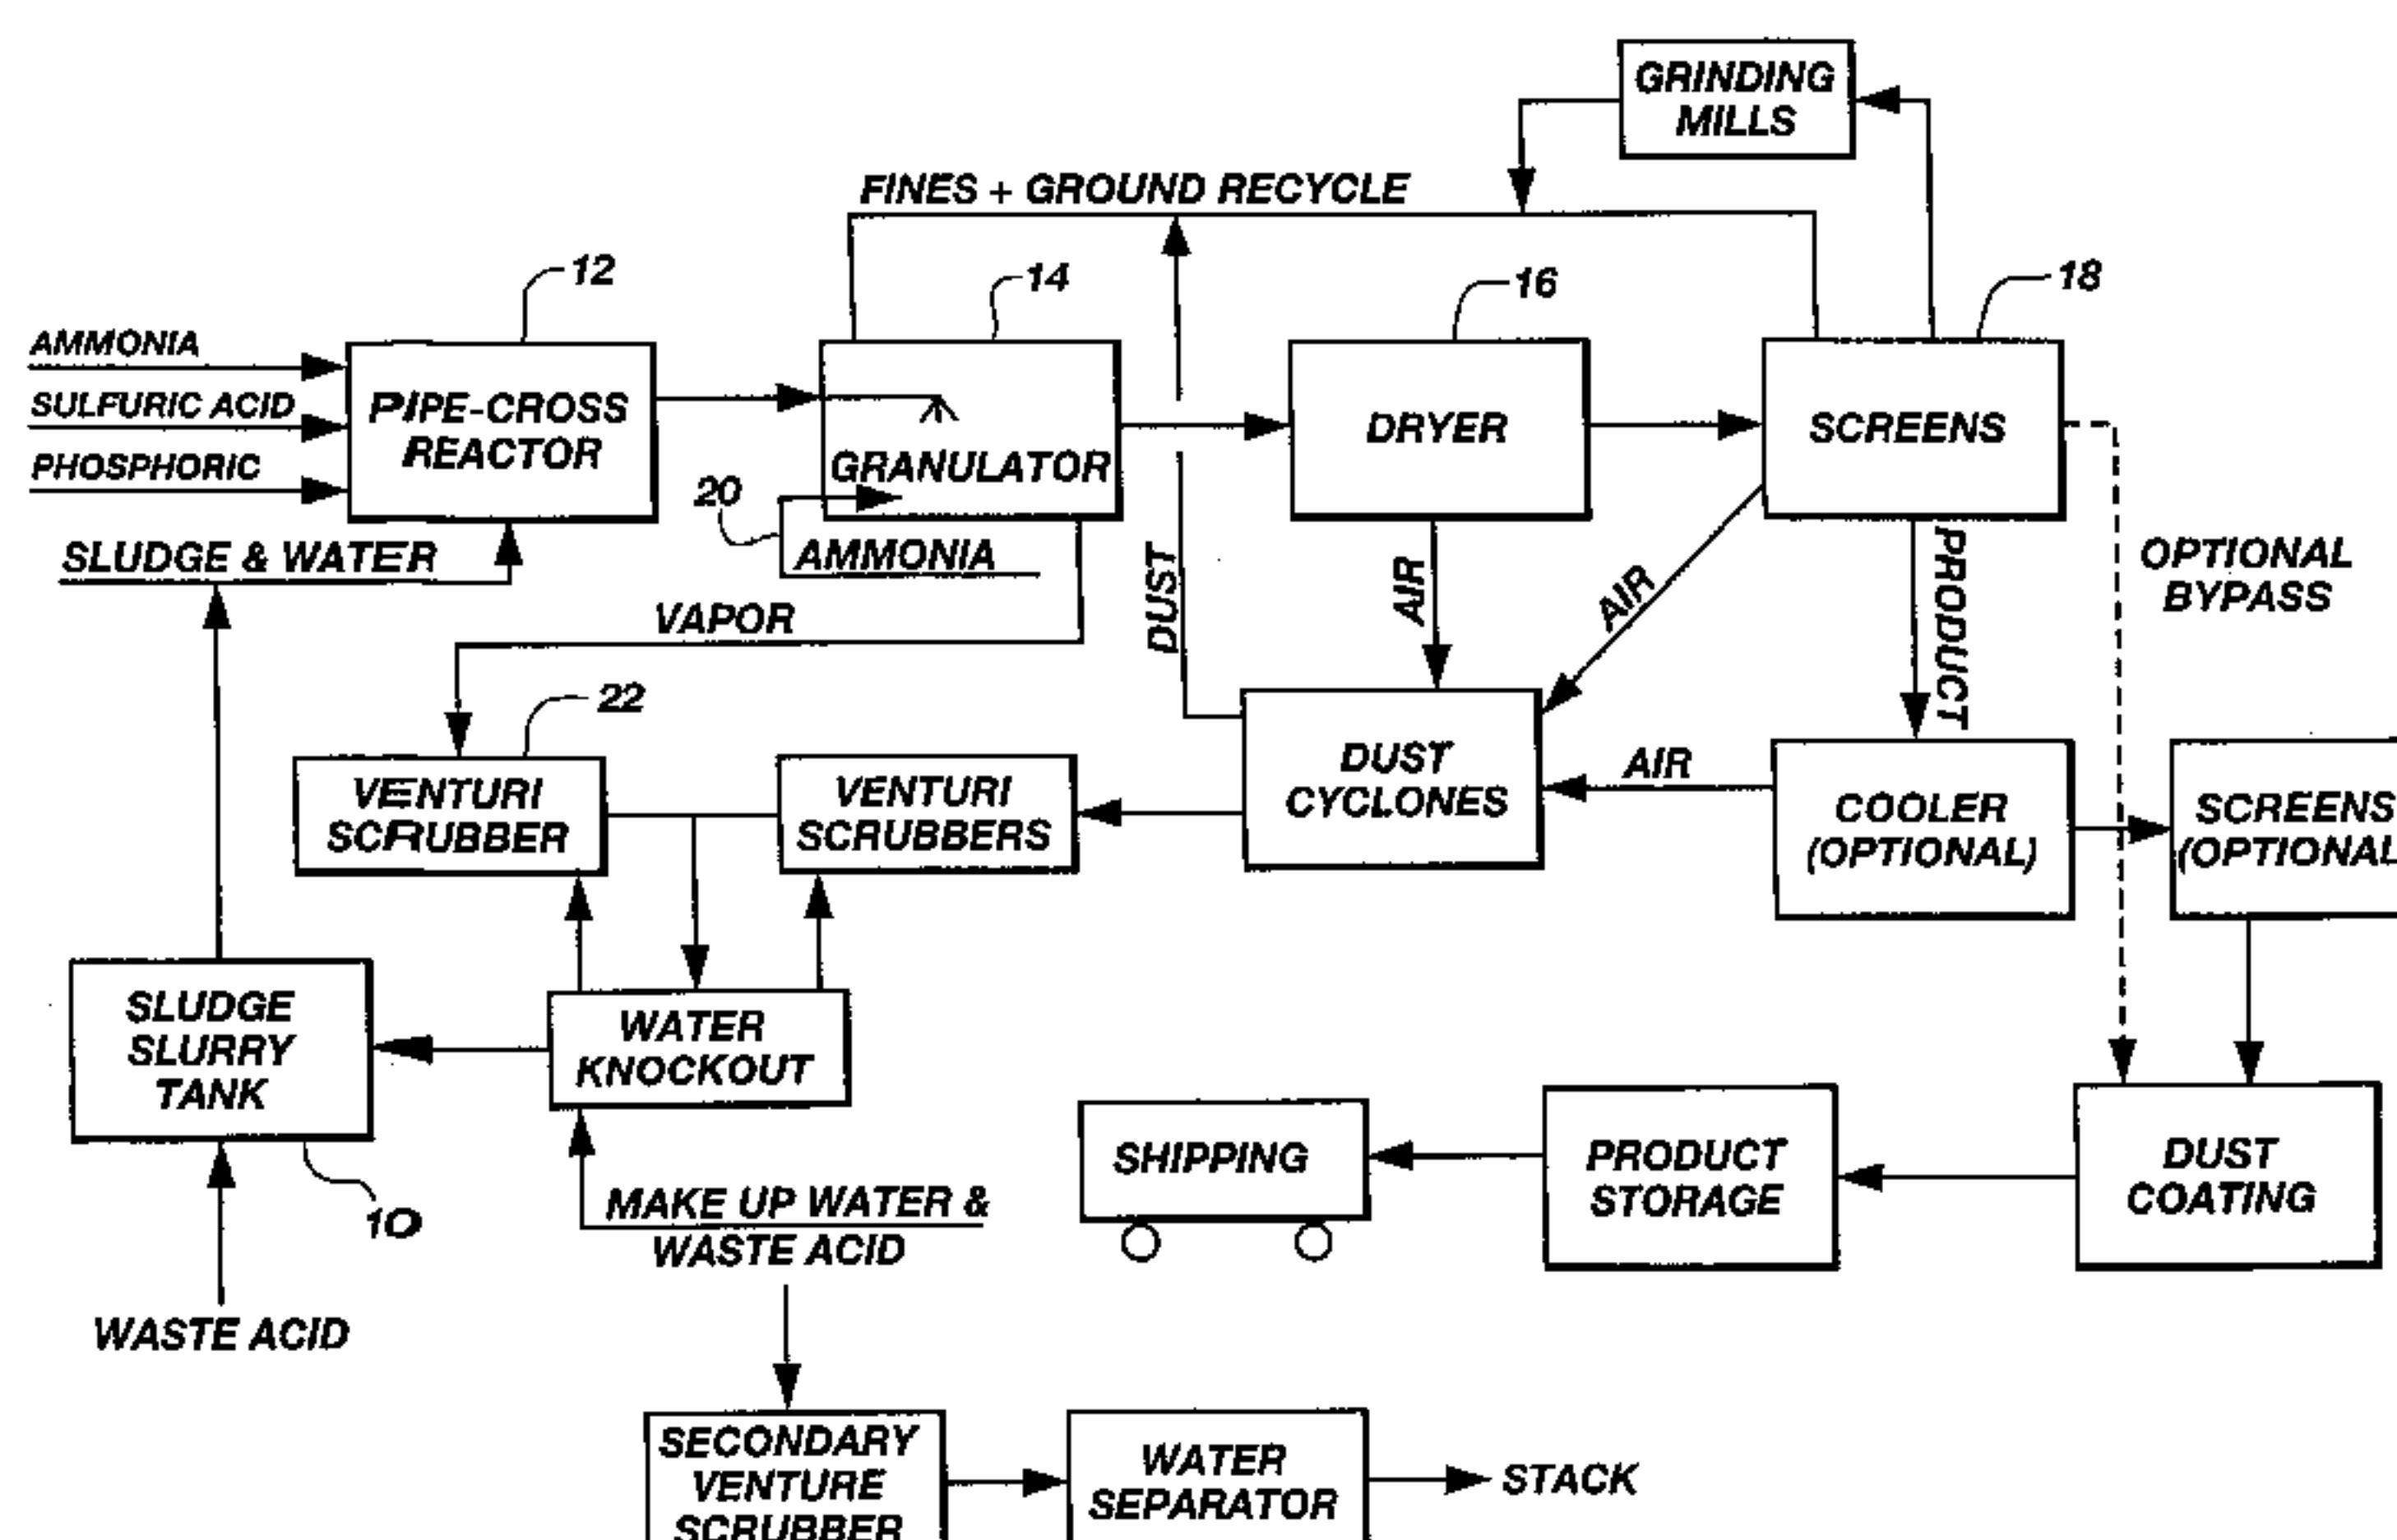 GRINDING
MILLS
FINES + GROUND RECYCLE
12
14
16
18
AMMONIA
SULFURIC ACID
PHOSPHORIC
PIPE-CROSS
REACTOR
GRANULATOR
DRYER
SCREENS
20
AMMONIA
SLUDGE & WATER
VAPOR
DUST
AIR
AIR
PRODUCT
OPTIONAL
BYPASS
22
VENTURI
SCRUBBER
VENTURI
SCRUBBERS
DUST
CYCLONES
AIR
COOLER
(OPTIONAL)
SCREENS
(OPTIONAL
SLUDGE
SLURRY
TANK
WATER
KNOCKOUT
10
SHIPPING
PRODUCT
STORAGE
DUST
COATING
MAKE UP WATER &
WASTE ACID
WASTE ACID
SECONDARY
VENTURE
SCRUBBER
WATER
SEPARATOR
STACK